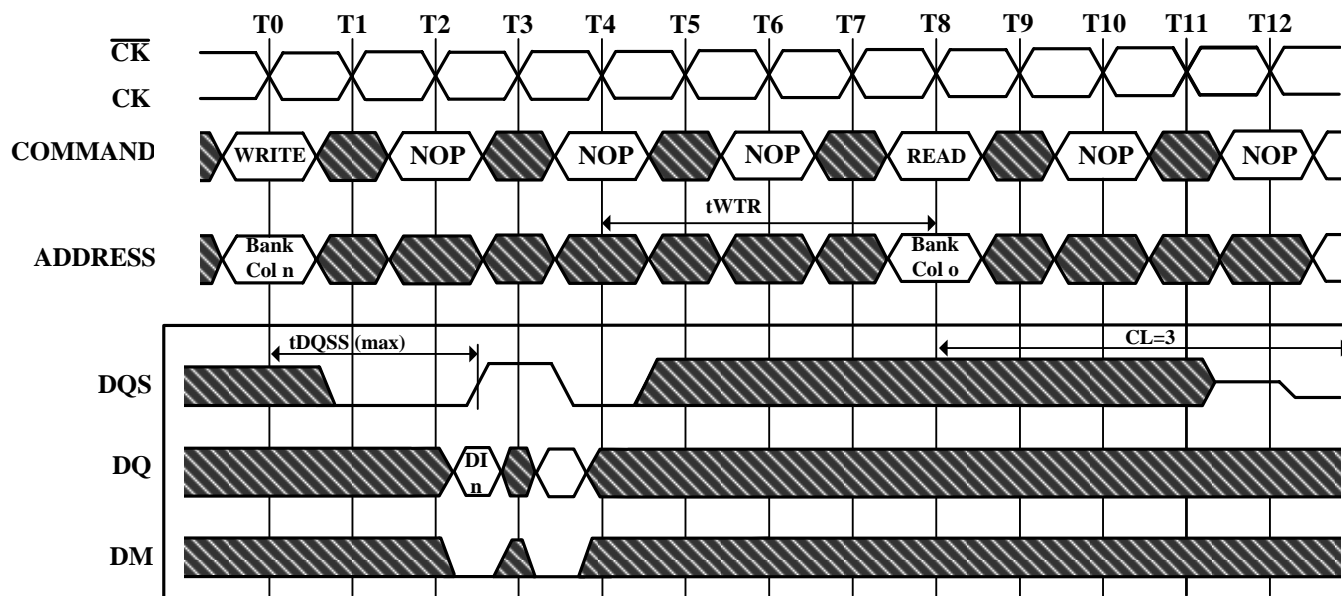 T0 T1 T2 T3 T4 T5 T6 T7 T8 T9 T10 T11 T12
CK
CK
COMMAND WRITE NOP NOP NOP READ NOP NOP
tWTR
ADDRESS Bank Col n Bank Col o
tDQSS (max) CL=3
DQS
DQ DI n
DM